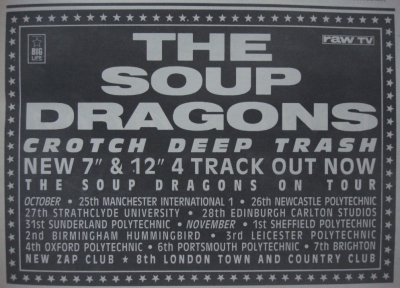 BIG LIFE
raw TV
THE
SOUP
DRAGONS
CROTCH DEEP TRASH
NEW 7" & 12" 4 TRACK OUT NOW
THE SOUP DRAGONS ON TOUR
OCTOBER • 25th MANCHESTER INTERNATIONAL 1 • 26th NEWCASTLE POLYTECHNIC
27th STRATHCLYDE UNIVERSITY • 28th EDINBURGH CARLTON STUDIOS
31st SUNDERLAND POLYTECHNIC • NOVEMBER • 1st SHEFFIELD POLYTECHNIC
2nd BIRMINGHAM HUMMINGBIRD • 3rd LEICESTER POLYTECHNIC
4th OXFORD POLYTECHNIC • 6th PORTSMOUTH POLYTECHNIC • 7th BRIGHTON
NEW ZAP CLUB ★ 8th LONDON TOWN AND COUNTRY CLUB